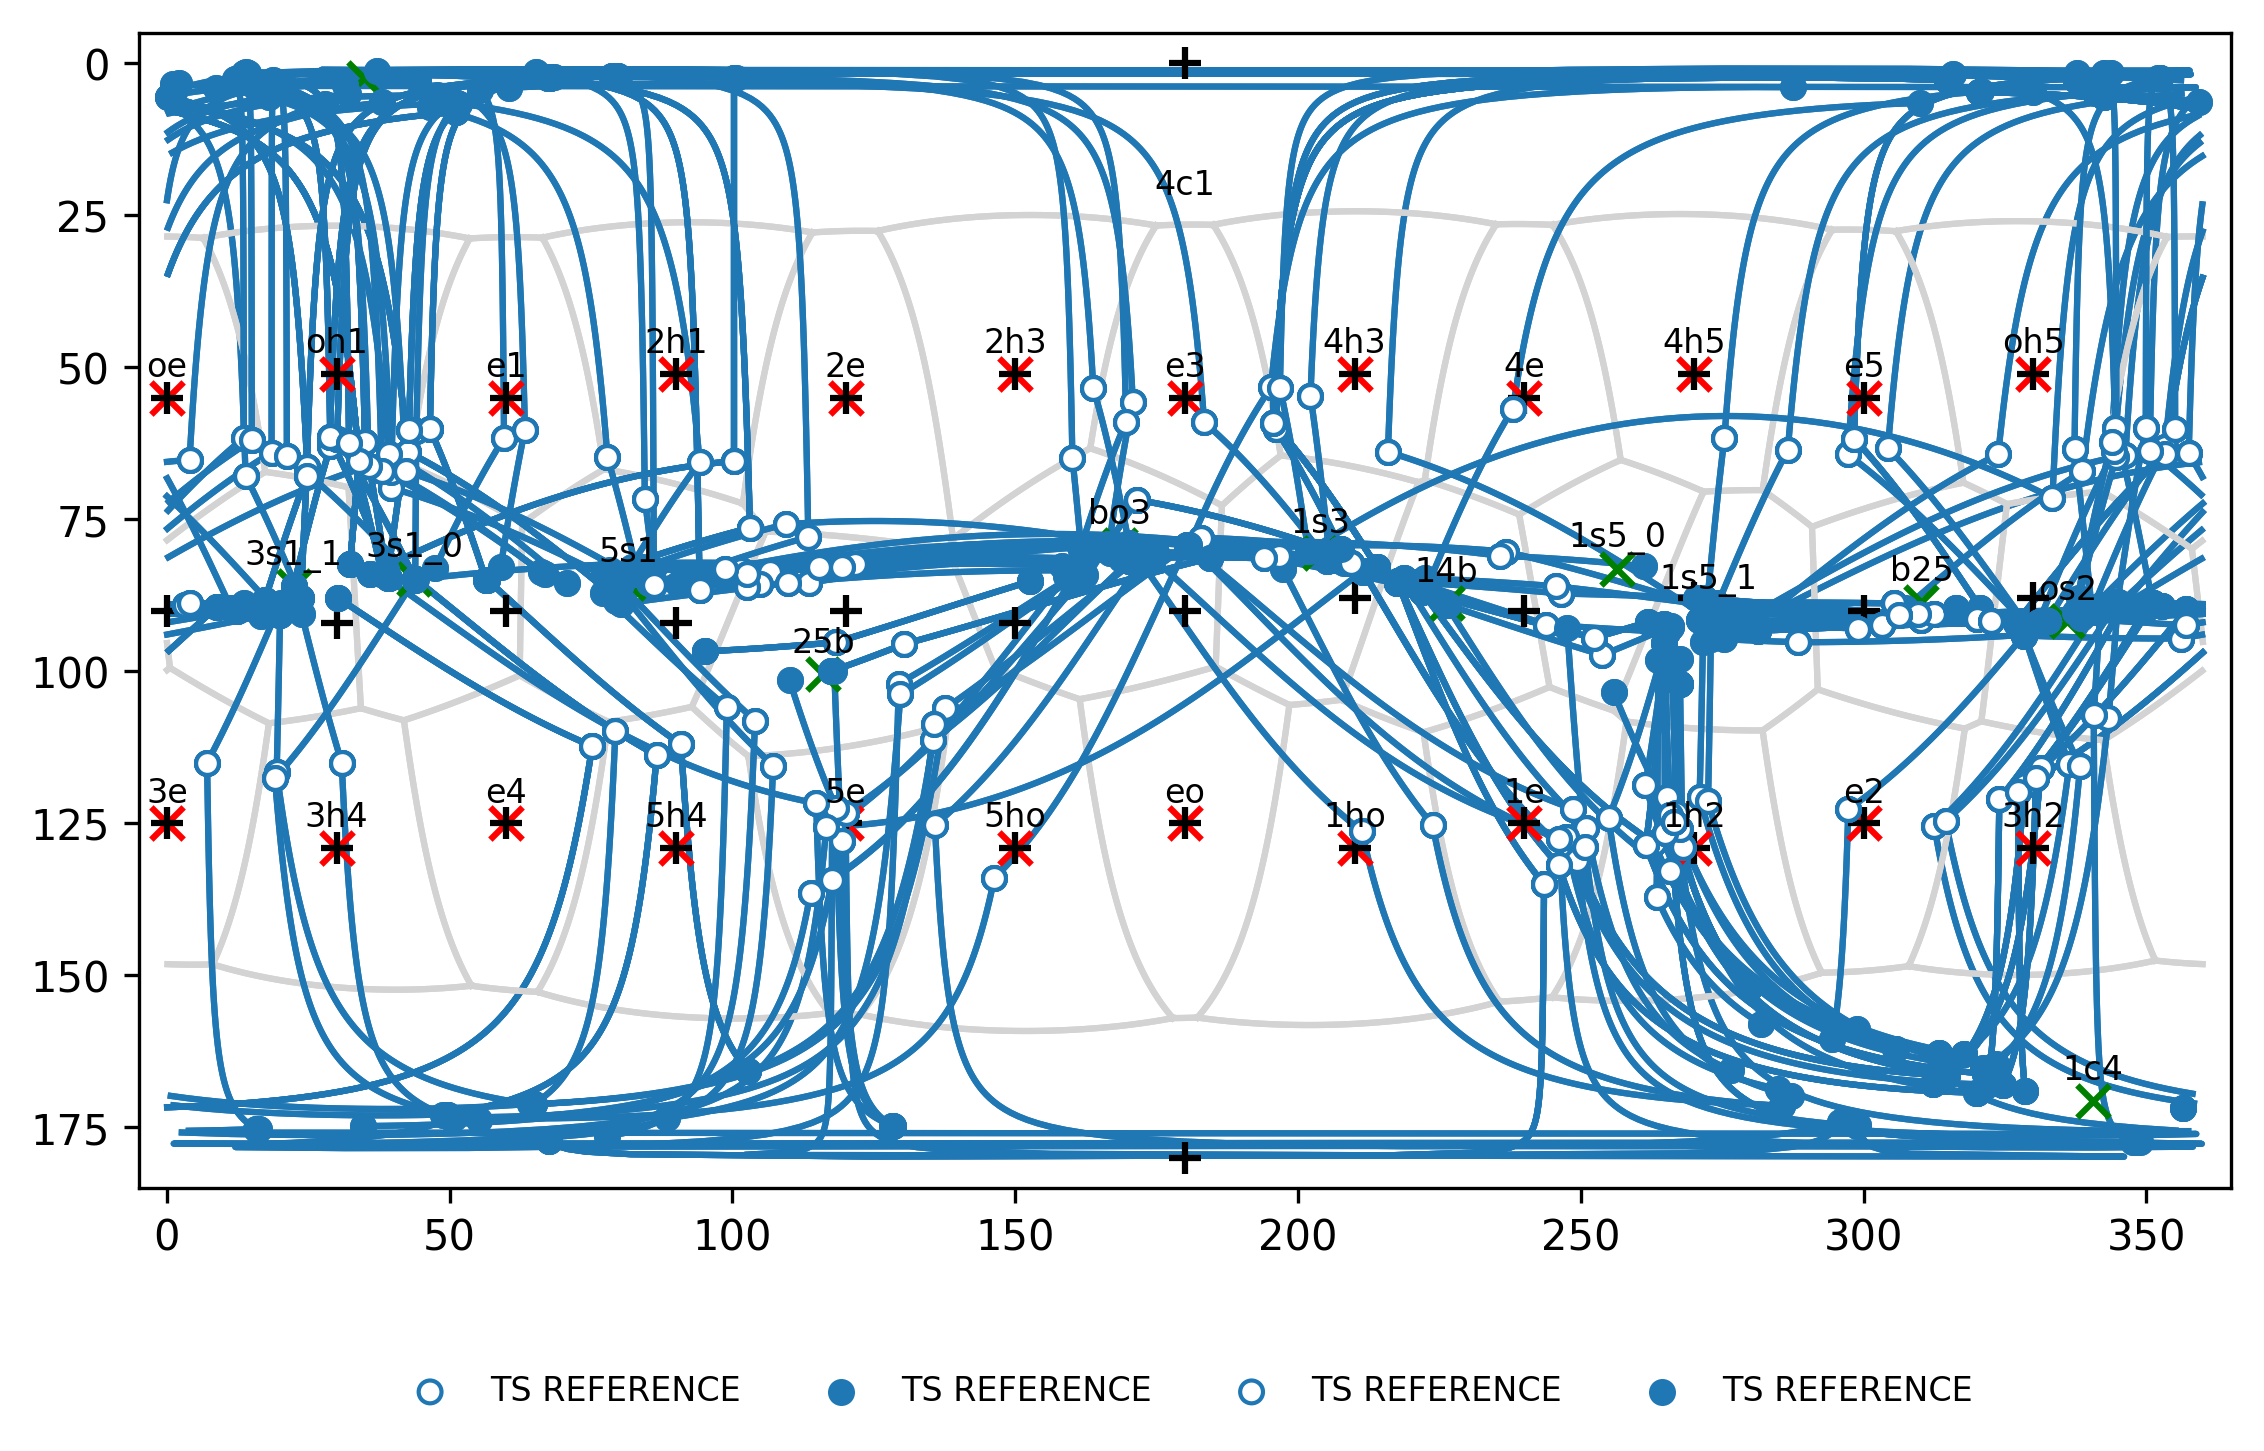 0
4c1
25
oh1 2h1 2h3 4h3 4h5 oh5
oe e1 2e e3 4e e5
50
75
bo3 1s3
3s1_1 3s1_0 5s1 1s5_0
14b 1s5_1 b25 os2
25b
100
3e e4 5e eo 1e e2
3h4 5h4 5ho 1ho 1h2 3h2
125
150
1c4
175
0 50 100 150 200 250 300 350
TS REFERENCE TS REFERENCE TS REFERENCE TS REFERENCE